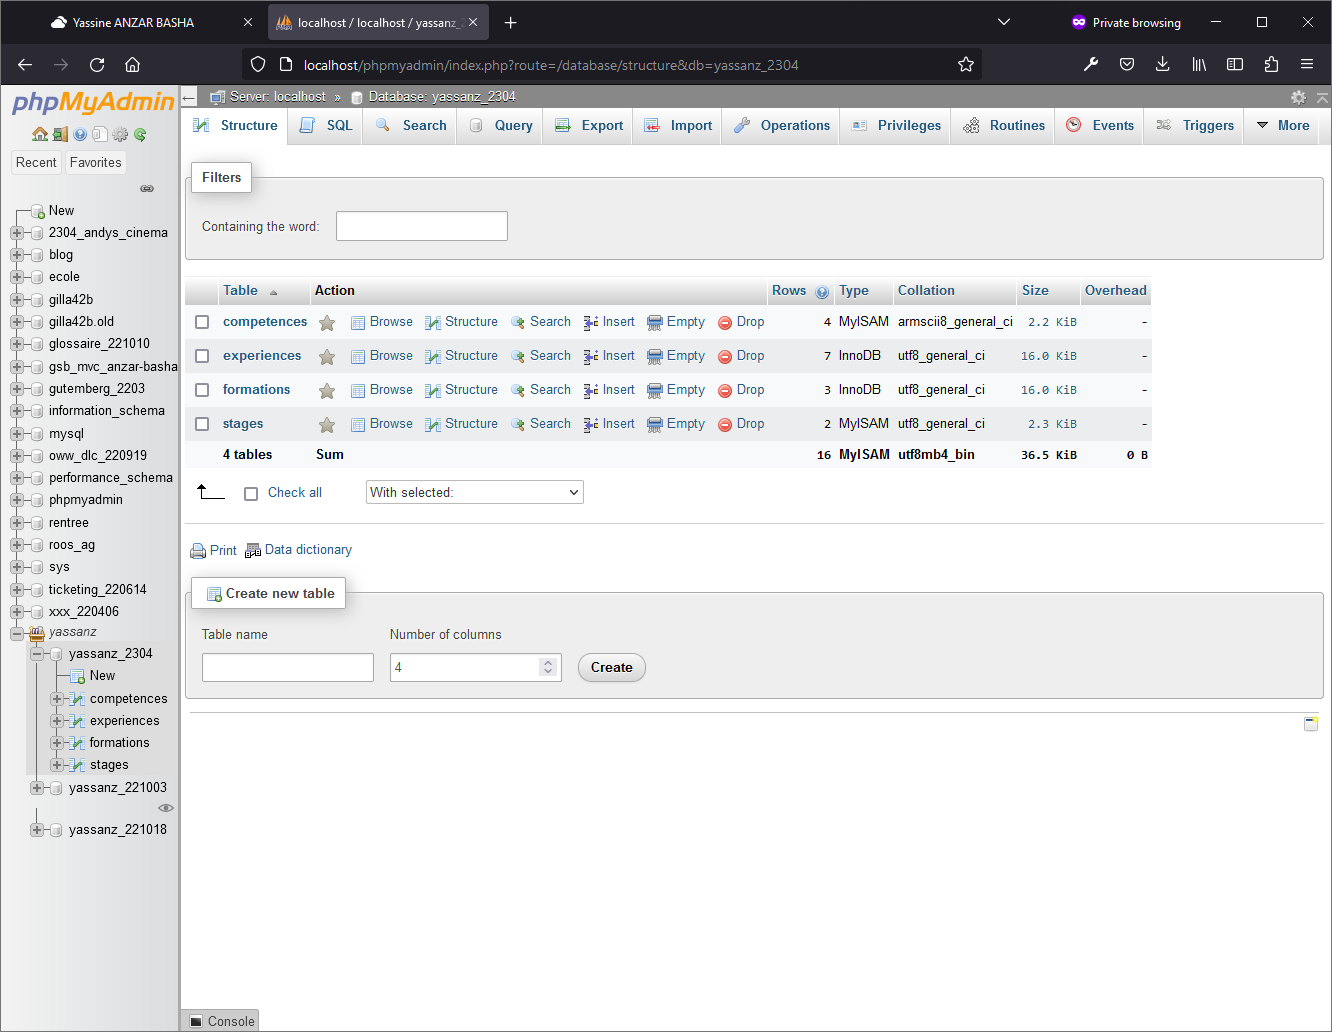 Yassine ANZAR BASHA
localhost / localhost / yassanz_2
Private browsing
localhost/phpmyadmin/index.php?route=/database/structure&db=yassanz_2304
phpMyAdmin
Server: localhost » Database: yassanz_2304
Structure SQL Search Query Export Import Operations Privileges Routines Events Triggers More
Recent Favorites
New
2304_andys_cinema
blog
ecole
gilla42b
gilla42b.old
glossaire_221010
gsb_mvc_anzar-basha
gutemberg_2203
information_schema
mysql
oww_dlc_220919
performance_schema
phpmyadmin
rentree
roos_ag
sys
ticketing_220614
xxx_220406
yassanz
yassanz_2304
New
competences
experiences
formations
stages
yassanz_221003
yassanz_221018
Filters
Containing the word:
Table Action Rows Type Collation Size Overhead
competences Browse Structure Search Insert Empty Drop 4 MyISAM armscii8_general_ci 2.2 KiB -
experiences Browse Structure Search Insert Empty Drop 7 InnoDB utf8_general_ci 16.0 KiB -
formations Browse Structure Search Insert Empty Drop 3 InnoDB utf8_general_ci 16.0 KiB -
stages Browse Structure Search Insert Empty Drop 2 MyISAM utf8_general_ci 2.3 KiB -
4 tables Sum 16 MyISAM utf8mb4_bin 36.5 KiB 0 B
Check all With selected:
Print Data dictionary
Create new table
Table name Number of columns
4 Create
Console